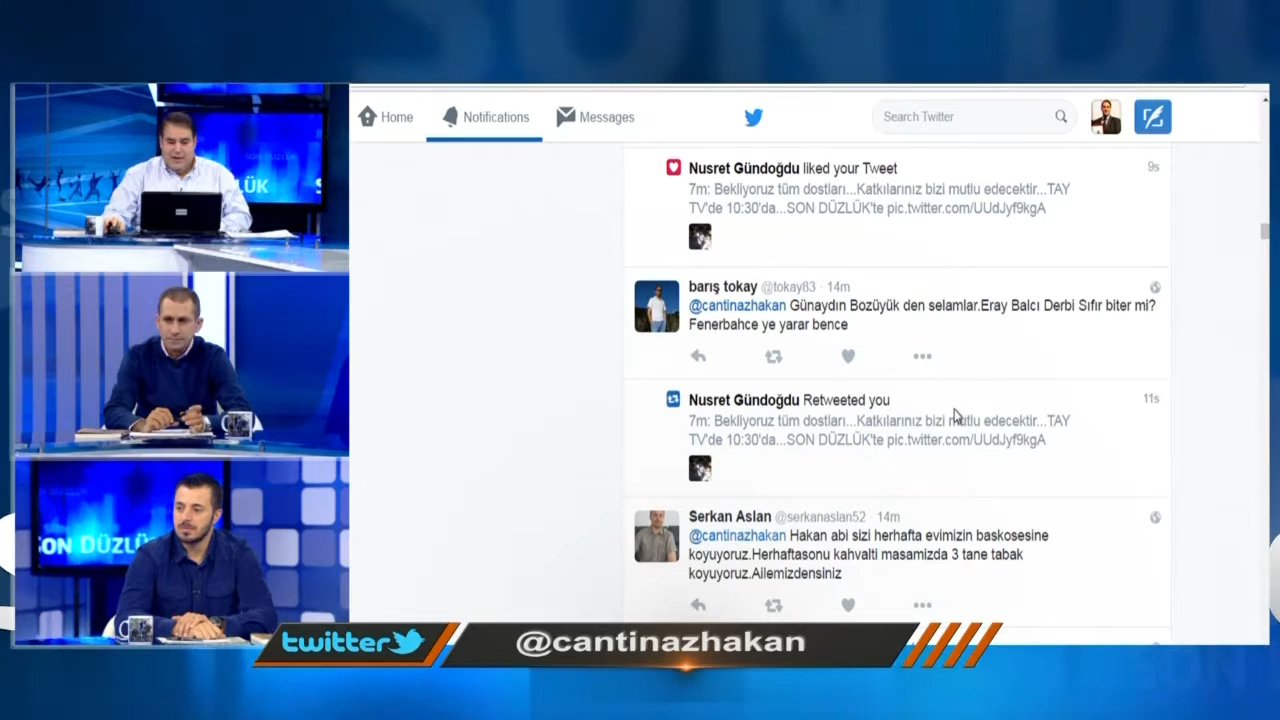 Home
Notifications
Messages
Search Twitter
Nusret Gündoğdu liked your Tweet
9s
7m: Bekliyoruz tüm dostları...Katkılarınız bizi mutlu edecektir...TAY
TV'de 10:30'da...SON DÜZLÜK'te pic.twitter.com/UUdJyf9kgA
barış tokay @tokay83 · 14m
@cantinazhakan Günaydın Bozüyük den selamlar.Eray Balcı Derbi Sıfır biter mi?
Fenerbahce ye yarar bence
Nusret Gündoğdu Retweeted you
11s
7m: Bekliyoruz tüm dostları...Katkılarınız bizi mutlu edecektir...TAY
TV'de 10:30'da...SON DÜZLÜK'te pic.twitter.com/UUdJyf9kgA
Serkan Aslan @serkanaslan52 · 14m
@cantinazhakan Hakan abi sizi herhafta evimizin baskosesine
koyuyoruz.Herhaftasonu kahvalti masamizda 3 tane tabak
koyuyoruz.Ailemizdensiniz
SON DÜZLÜ
twitter
@cantinazhakan